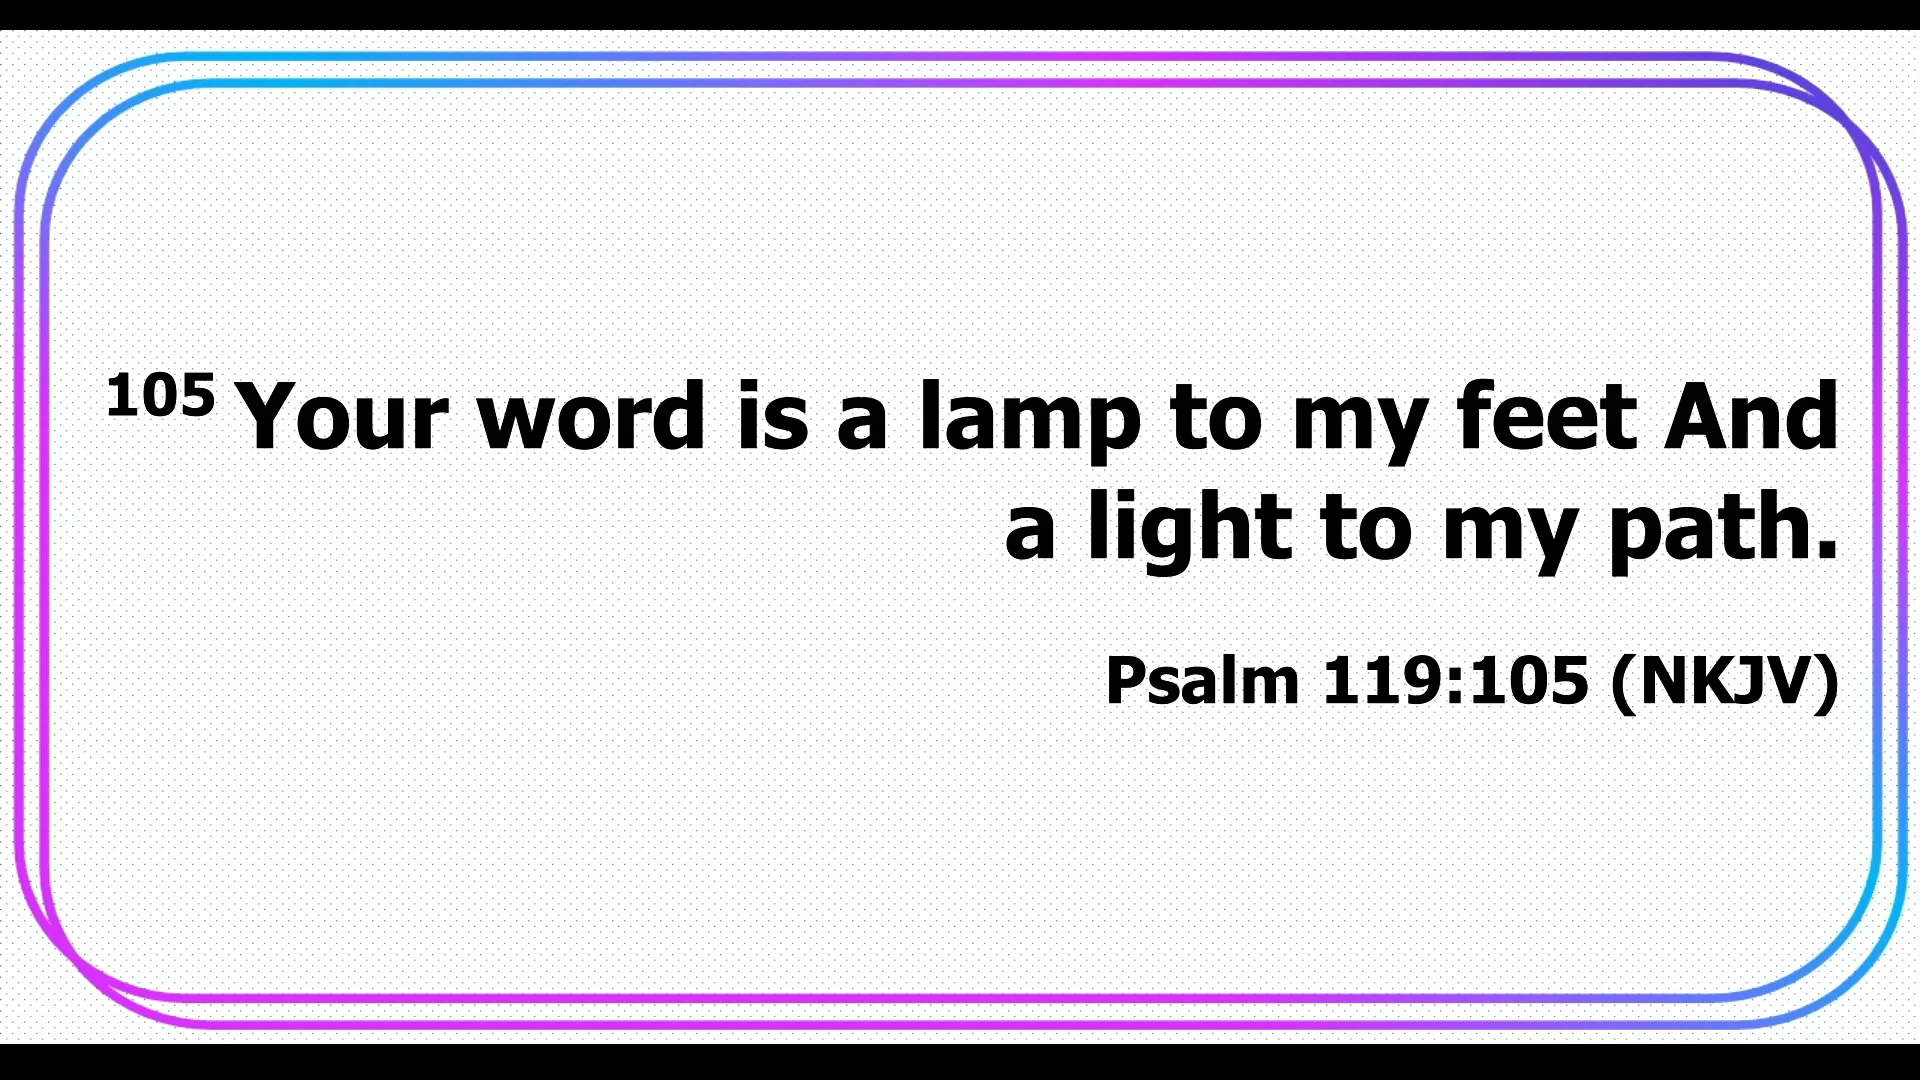 105 Your word is a lamp to my feet And
a light to my path.
Psalm 119:105 (NKJV)